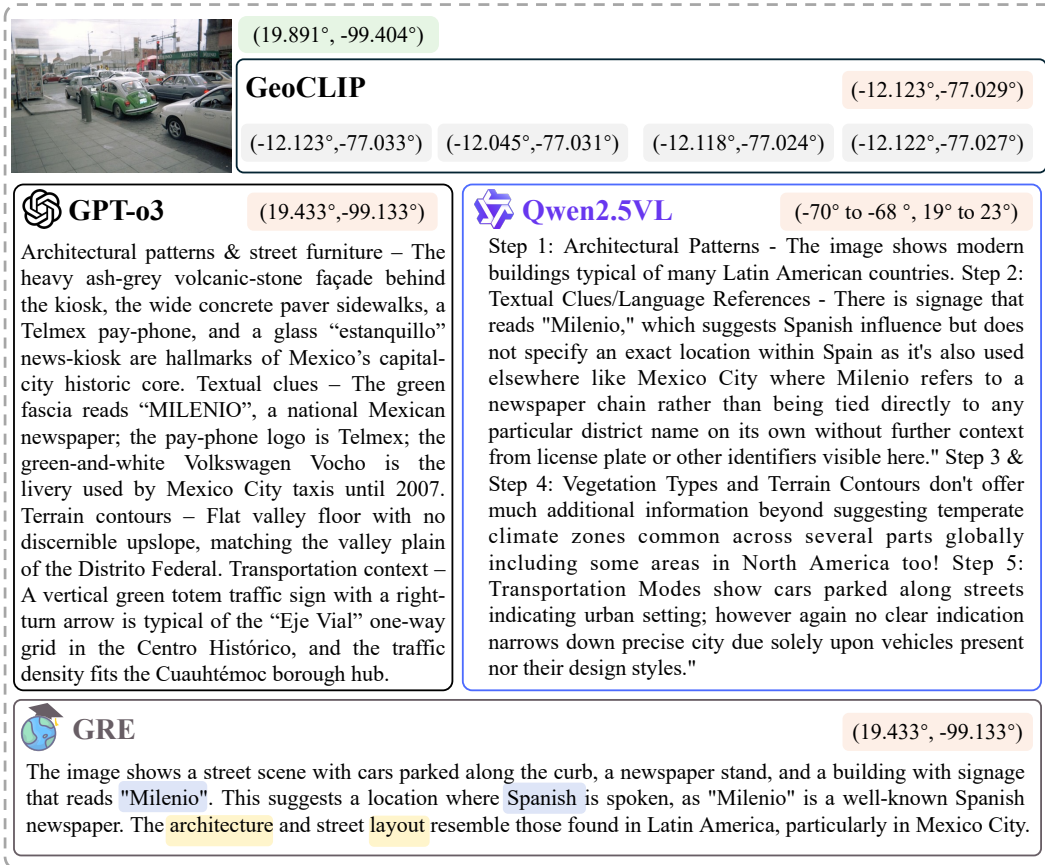 (19.891°, -99.404°)
GeoCLIP
(-12.123°,-77.029°)
(-12.123°,-77.033°)
(-12.045°,-77.031°)
(-12.118°,-77.024°)
(-12.122°,-77.027°)
GPT-o3
(19.433°,-99.133°)
Architectural patterns & street furniture – The
heavy ash-grey volcanic-stone façade behind
the kiosk, the wide concrete paver sidewalks, a
Telmex pay-phone, and a glass “estanquillo”
news-kiosk are hallmarks of Mexico’s capital-
city historic core. Textual clues – The green
fascia reads “MILENIO”, a national Mexican
newspaper; the pay-phone logo is Telmex; the
green-and-white Volkswagen Vocho is the
livery used by Mexico City taxis until 2007.
Terrain contours – Flat valley floor with no
discernible upslope, matching the valley plain
of the Distrito Federal. Transportation context –
A vertical green totem traffic sign with a right-
turn arrow is typical of the “Eje Vial” one-way
grid in the Centro Histórico, and the traffic
density fits the Cuauhtémoc borough hub.
Qwen2.5VL
(-70° to -68 °, 19° to 23°)
Step 1: Architectural Patterns - The image shows modern
buildings typical of many Latin American countries. Step 2:
Textual Clues/Language References - There is signage that
reads "Milenio," which suggests Spanish influence but does
not specify an exact location within Spain as it's also used
elsewhere like Mexico City where Milenio refers to a
newspaper chain rather than being tied directly to any
particular district name on its own without further context
from license plate or other identifiers visible here." Step 3 &
Step 4: Vegetation Types and Terrain Contours don't offer
much additional information beyond suggesting temperate
climate zones common across several parts globally
including some areas in North America too! Step 5:
Transportation Modes show cars parked along streets
indicating urban setting; however again no clear indication
narrows down precise city due solely upon vehicles present
nor their design styles."
GRE
(19.433°, -99.133°)
The image shows a street scene with cars parked along the curb, a newspaper stand, and a building with signage
that reads "Milenio". This suggests a location where Spanish is spoken, as "Milenio" is a well-known Spanish
newspaper. The architecture and street layout resemble those found in Latin America, particularly in Mexico City.